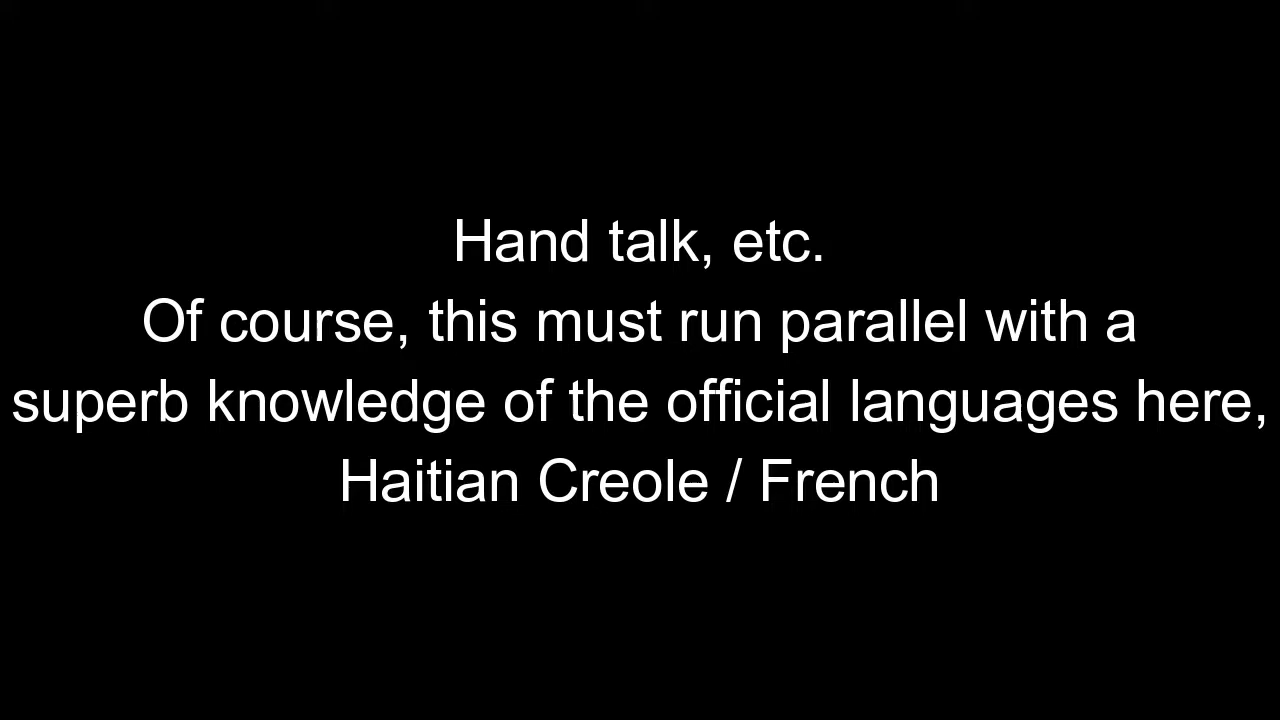 Hand talk, etc.
Of course, this must run parallel with a
superb knowledge of the official languages here,
Haitian Creole / French